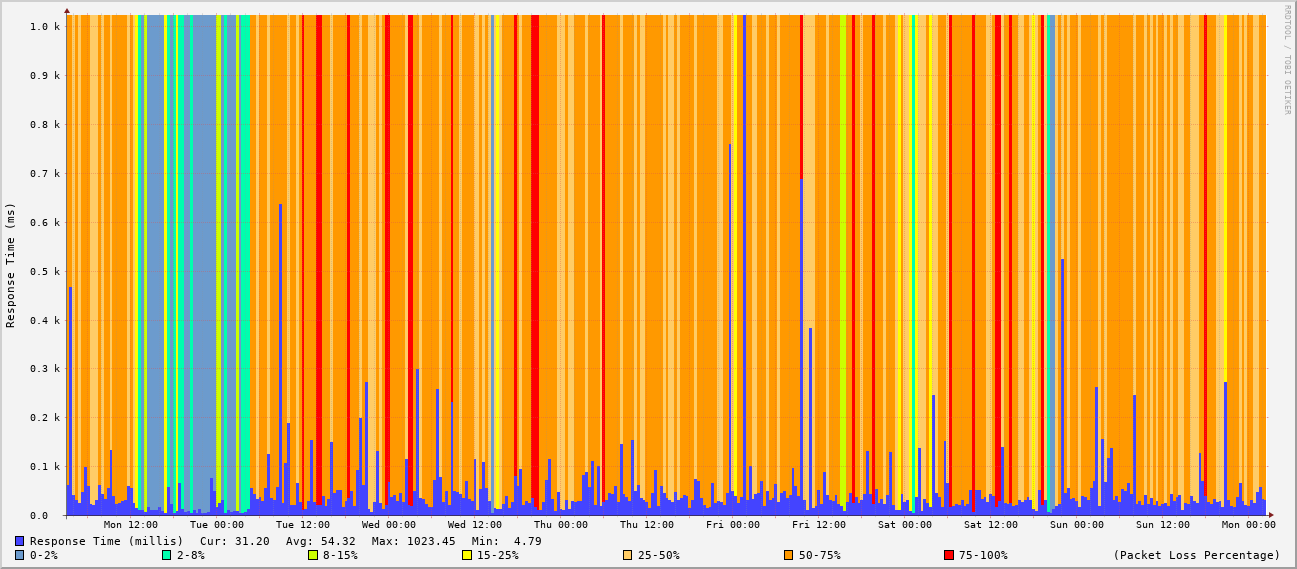 RRDTOOL / TOBI OETIKER
Response Time (ms)
1.0 k
0.9 k
0.8 k
0.7 k
0.6 k
0.5 k
0.4 k
0.3 k
0.2 k
0.1 k
0.0
Mon 12:00 Tue 00:00 Tue 12:00 Wed 00:00 Wed 12:00 Thu 00:00 Thu 12:00 Fri 00:00 Fri 12:00 Sat 00:00 Sat 12:00 Sun 00:00 Sun 12:00 Mon 00:00
Response Time (millis) Cur: 31.20 Avg: 54.32 Max: 1023.45 Min: 4.79
0-2% 2-8% 8-15% 15-25% 25-50% 50-75% 75-100% (Packet Loss Percentage)